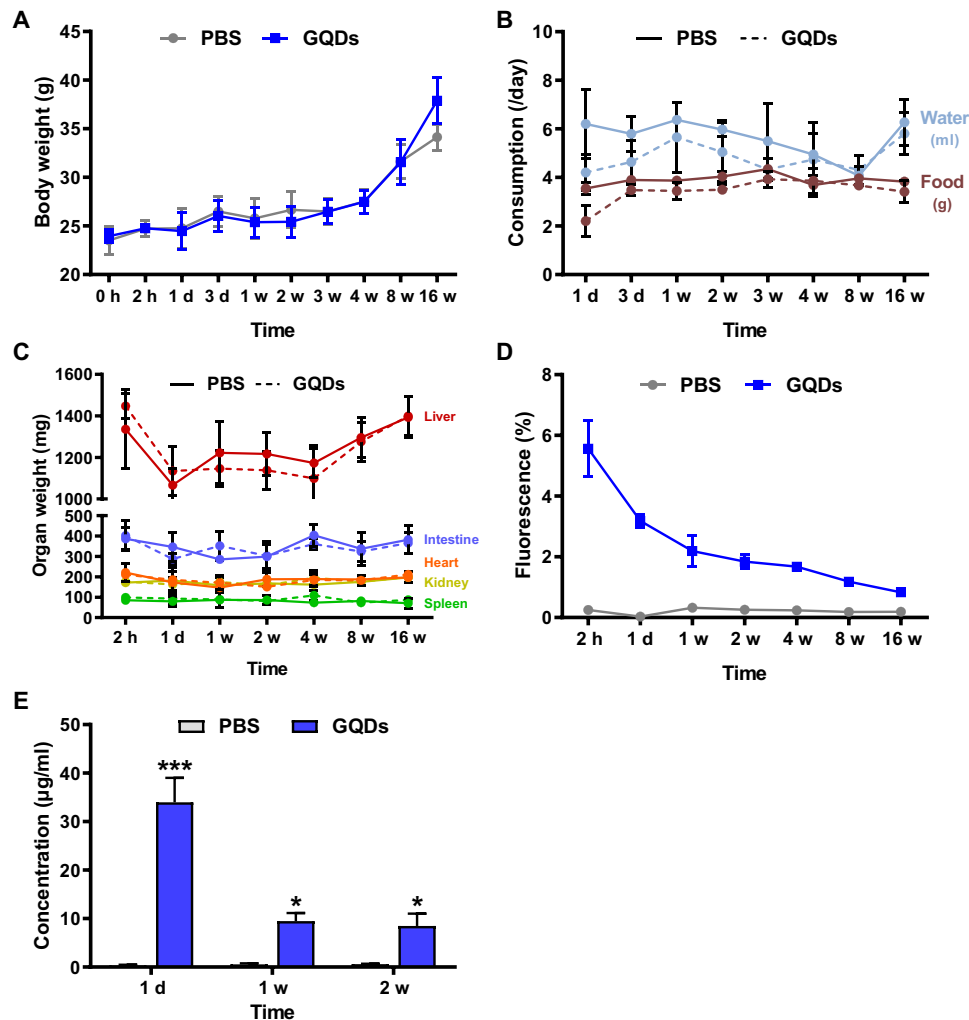 A
PBS GQDs
Body weight (g)
45
40
35
30
25
20
0 h 2 h 1 d 3 d 1 w 2 w 3 w 4 w 8 w 16 w
Time
B
PBS GQDs
Consumption (/day)
10
8
6
4
2
0
Water
(ml)
Food
(g)
1 d 3 d 1 w 2 w 3 w 4 w 8 w 16 w
Time
C
PBS GQDs
Organ weight (mg)
1600
1400
1200
1000
500
400
300
200
100
0
Liver
Intestine
Heart
Kidney
Spleen
2 h 1 d 1 w 2 w 4 w 8 w 16 w
Time
D
PBS GQDs
Fluorescence (%)
8
6
4
2
0
2 h 1 d 1 w 2 w 4 w 8 w 16 w
Time
E
PBS GQDs
Concentration (μg/ml)
50
40
30
20
10
0
***
*
*
1 d 1 w 2 w
Time